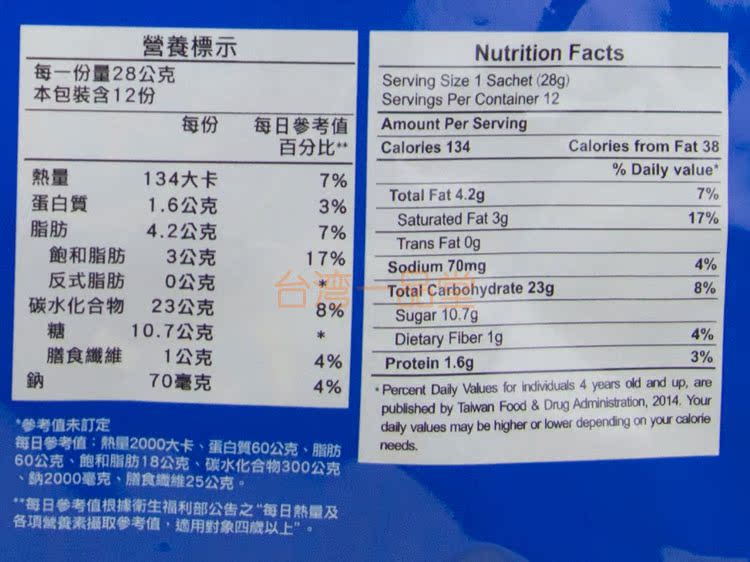 營養標示
每一份量28公克
本包裝含12份
每份 每日參考值
百分比**
熱量 134大卡 7%
蛋白質 1.6公克 3%
脂肪 4.2公克 7%
飽和脂肪 3公克 17%
反式脂肪 0公克 *
碳水化合物 23公克 8%
糖 10.7公克 *
膳食纖維 1公克 4%
鈉 70毫克 4%
*參考值未訂定
每日參考值：熱量2000大卡、蛋白質60公克、脂肪
60公克、飽和脂肪18公克、碳水化合物300公克
、鈉2000毫克、膳食纖維25公克。
**每日參考值根據衛生福利部公告之"每日熱量及
各項營養素攝取參考值，適用對象四歲以上"。
Nutrition Facts
Serving Size 1 Sachet (28g)
Servings Per Container 12
Amount Per Serving
Calories 134 Calories from Fat 38
% Daily value*
Total Fat 4.2g 7%
Saturated Fat 3g 17%
Trans Fat 0g
Sodium 70mg 4%
Total Carbohydrate 23g 8%
Sugar 10.7g
Dietary Fiber 1g 4%
Protein 1.6g 3%
*Percent Daily Values for individuals 4 years old and up, are
published by Taiwan Food & Drug Administration, 2014. Your
daily values may be higher or lower depending on your calorie
needs.
台湾一品堂